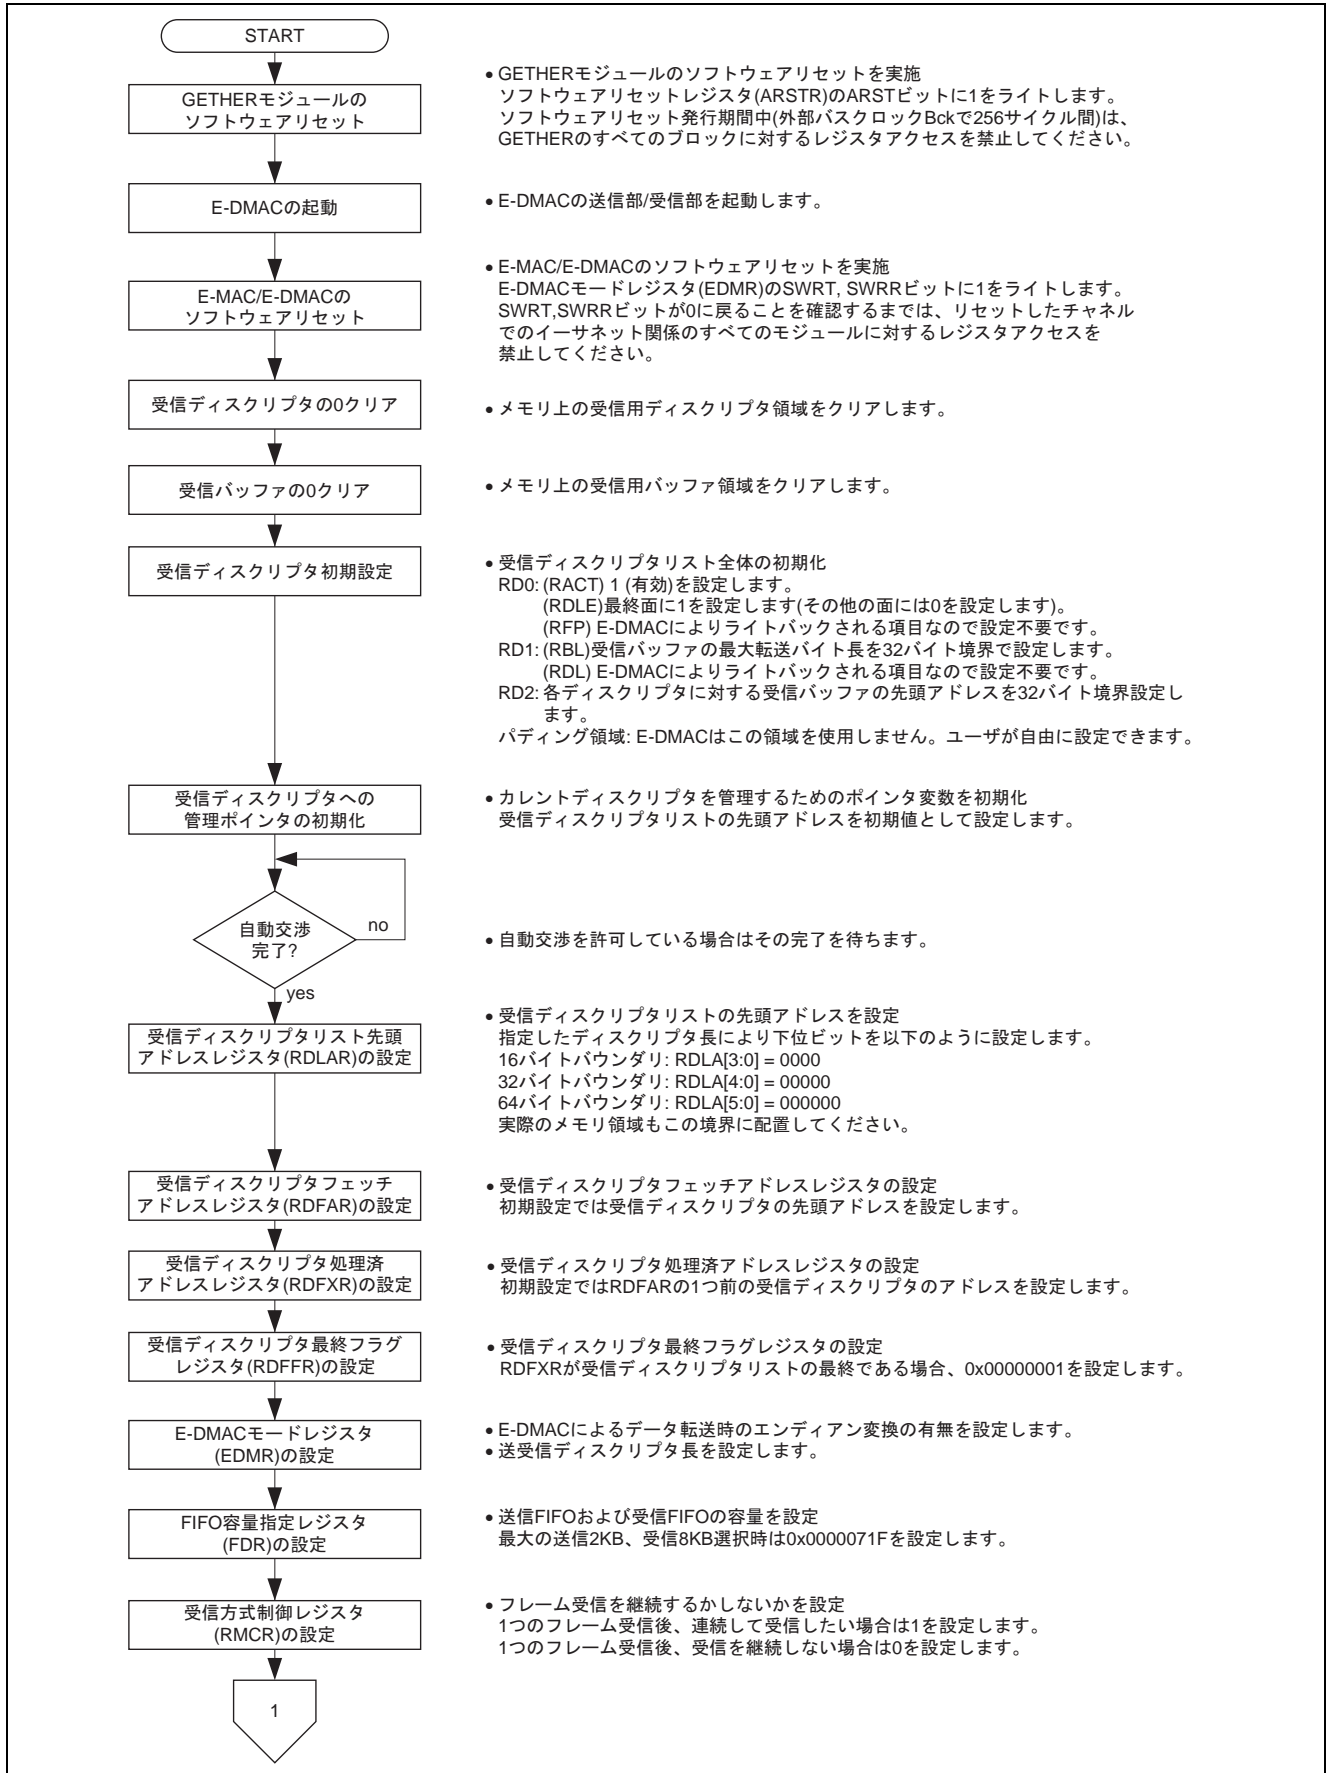 START
GETHERモジュールの
ソフトウェアリセット
● GETHERモジュールのソフトウェアリセットを実施
ソフトウェアリセットレジスタ(ARSTR)のARSTビットに1をライトします。
ソフトウェアリセット発行期間中(外部バスクロックBckで256サイクル間)は、
GETHERのすべてのブロックに対するレジスタアクセスを禁止してください。
E-DMACの起動
● E-DMACの送信部/受信部を起動します。
E-MAC/E-DMACの
ソフトウェアリセット
● E-MAC/E-DMACのソフトウェアリセットを実施
E-DMACモードレジスタ(EDMR)のSWRT, SWRRビットに1をライトします。
SWRT,SWRRビットが0に戻ることを確認するまでは、リセットしたチャネル
でのイーサネット関係のすべてのモジュールに対するレジスタアクセスを
禁止してください。
受信ディスクリプタの0クリア
● メモリ上の受信用ディスクリプタ領域をクリアします。
受信バッファの0クリア
● メモリ上の受信用バッファ領域をクリアします。
受信ディスクリプタ初期設定
● 受信ディスクリプタリスト全体の初期化
RD0: (RACT) 1 (有効)を設定します。
(RDLE)最終面に1を設定します(その他の面には0を設定します)。
(RFP) E-DMACによりライトバックされる項目なので設定不要です。
RD1: (RBL)受信バッファの最大転送バイト長を32バイト境界で設定します。
(RDL) E-DMACによりライトバックされる項目なので設定不要です。
RD2: 各ディスクリプタに対する受信バッファの先頭アドレスを32バイト境界設定し
ます。
パディング領域: E-DMACはこの領域を使用しません。ユーザが自由に設定できます。
受信ディスクリプタへの
管理ポインタの初期化
● カレントディスクリプタを管理するためのポインタ変数を初期化
受信ディスクリプタリストの先頭アドレスを初期値として設定します。
自動交渉
完了?
no
yes
● 自動交渉を許可している場合はその完了を待ちます。
受信ディスクリプタリスト先頭
アドレスレジスタ(RDLAR)の設定
● 受信ディスクリプタリストの先頭アドレスを設定
指定したディスクリプタ長により下位ビットを以下のように設定します。
16バイトバウンダリ: RDLA[3:0] = 0000
32バイトバウンダリ: RDLA[4:0] = 00000
64バイトバウンダリ: RDLA[5:0] = 000000
実際のメモリ領域もこの境界に配置してください。
受信ディスクリプタフェッチ
アドレスレジスタ(RDFAR)の設定
● 受信ディスクリプタフェッチアドレスレジスタの設定
初期設定では受信ディスクリプタの先頭アドレスを設定します。
受信ディスクリプタ処理済
アドレスレジスタ(RDFXR)の設定
● 受信ディスクリプタ処理済アドレスレジスタの設定
初期設定ではRDFARの1つ前の受信ディスクリプタのアドレスを設定します。
受信ディスクリプタ最終フラグ
レジスタ(RDFFR)の設定
● 受信ディスクリプタ最終フラグレジスタの設定
RDFXRが受信ディスクリプタリストの最終である場合、0x00000001を設定します。
E-DMACモードレジスタ
(EDMR)の設定
● E-DMACによるデータ転送時のエンディアン変換の有無を設定します。
● 送受信ディスクリプタ長を設定します。
FIFO容量指定レジスタ
(FDR)の設定
● 送信FIFOおよび受信FIFOの容量を設定
最大の送信2KB、受信8KB選択時は0x0000071Fを設定します。
受信方式制御レジスタ
(RMCR)の設定
● フレーム受信を継続するかしないかを設定
1つのフレーム受信後、連続して受信したい場合は1を設定します。
1つのフレーム受信後、受信を継続しない場合は0を設定します。
1